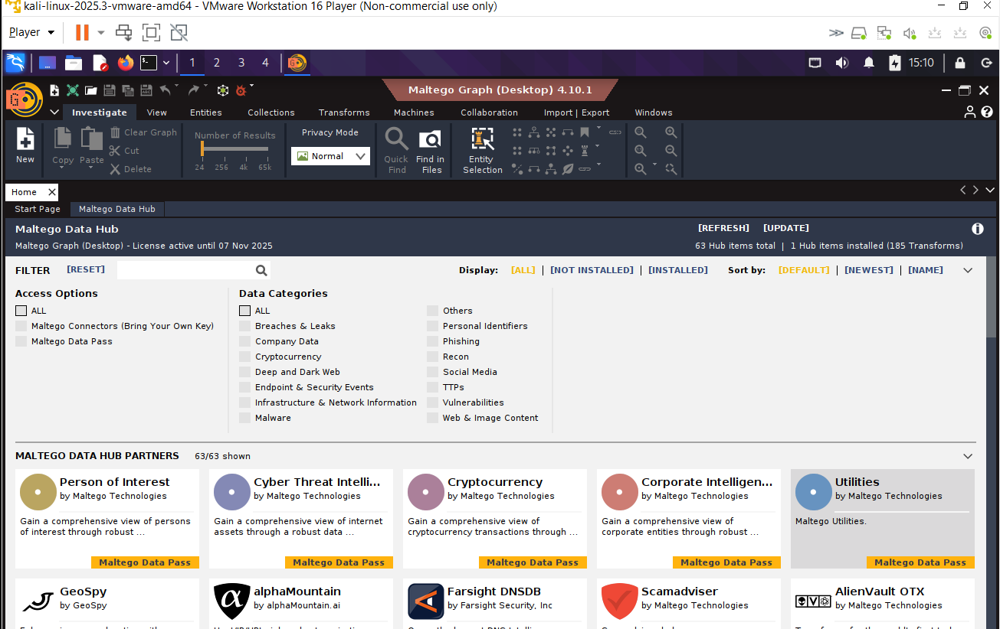 kali-linux-2025.3-vmware-amd64 - VMware Workstation 16 Player (Non-commercial use only)
Player
1 2 3 4
15:10
Maltego Graph (Desktop) 4.10.1
Investigate View Entities Collections Transforms Machines Collaboration Import | Export Windows
Clear Graph
Cut
Delete
New
Copy Paste
Number of Results
24 256 4k 65k
Privacy Mode
Normal
Quick Find
Find in Files
Entity Selection
Home
Start Page Maltego Data Hub
Maltego Data Hub
[REFRESH] [UPDATE]
Maltego Graph (Desktop) - License active until 07 Nov 2025
63 Hub items total | 1 Hub items installed (185 Transforms)
FILTER [RESET]
Display: [ALL] | [NOT INSTALLED] | [INSTALLED] Sort by: [DEFAULT] | [NEWEST] | [NAME]
Access Options
ALL
Maltego Connectors (Bring Your Own Key)
Maltego Data Pass
Data Categories
ALL
Breaches & Leaks
Company Data
Cryptocurrency
Deep and Dark Web
Endpoint & Security Events
Infrastructure & Network Information
Malware
Others
Personal Identifiers
Phishing
Recon
Social Media
TTPs
Vulnerabilities
Web & Image Content
MALTEGO DATA HUB PARTNERS 63/63 shown
Person of Interest
by Maltego Technologies
Gain a comprehensive view of persons
of interest through robust ...
Maltego Data Pass
Cyber Threat Intelli...
by Maltego Technologies
Gain a comprehensive view of internet
assets through a robust data ...
Maltego Data Pass
Cryptocurrency
by Maltego Technologies
Gain a comprehensive view of
cryptocurrency transactions through ...
Maltego Data Pass
Corporate Intelligen...
by Maltego Technologies
Gain a comprehensive view of
corporate entities through robust ...
Maltego Data Pass
Utilities
by Maltego Technologies
Maltego Utilities.
Maltego Data Pass
GeoSpy
by GeoSpy
alphaMountain
by alphaMountain.ai
Farsight DNSDB
by Farsight Security, Inc
Scamadviser
by Maltego Technologies
AlienVault OTX
by Maltego Technologies